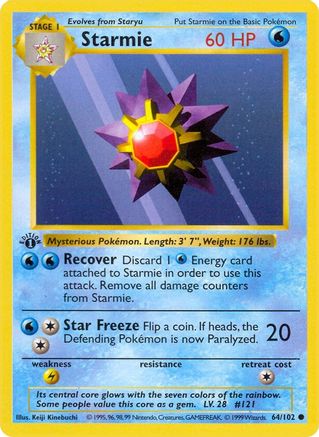 STAGE 1
Evolves from Staryu
Put Starmie on the Basic Pokémon
Starmie
60 HP
EDITION
1
Mysterious Pokémon. Length: 3' 7", Weight: 176 lbs.
Recover Discard 1 Energy card
attached to Starmie in order to use this
attack. Remove all damage counters
from Starmie.
Star Freeze Flip a coin. If heads, the
Defending Pokémon is now Paralyzed.
20
weakness
resistance
retreat cost
Its central core glows with the seven colors of the rainbow.
Some people value this core as a gem. LV. 28 #121
Illus. Keiji Kinebuchi
©1995, 96, 98, 99 Nintendo, Creatures, GAMEFREAK. ©1999 Wizards.
64/102